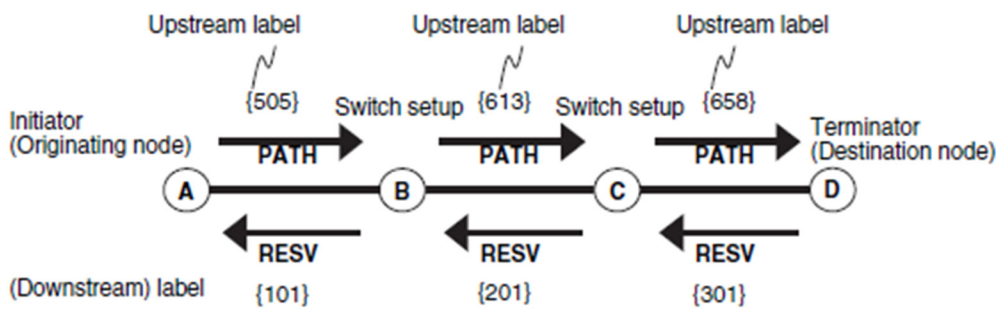 Upstream label Upstream label Upstream label
{505} {613} {658}
Switch setup Switch setup
Initiator
(Originating node)
Terminator
(Destination node)
PATH PATH PATH
A B C D
RESV RESV RESV
(Downstream) label {101} {201} {301}